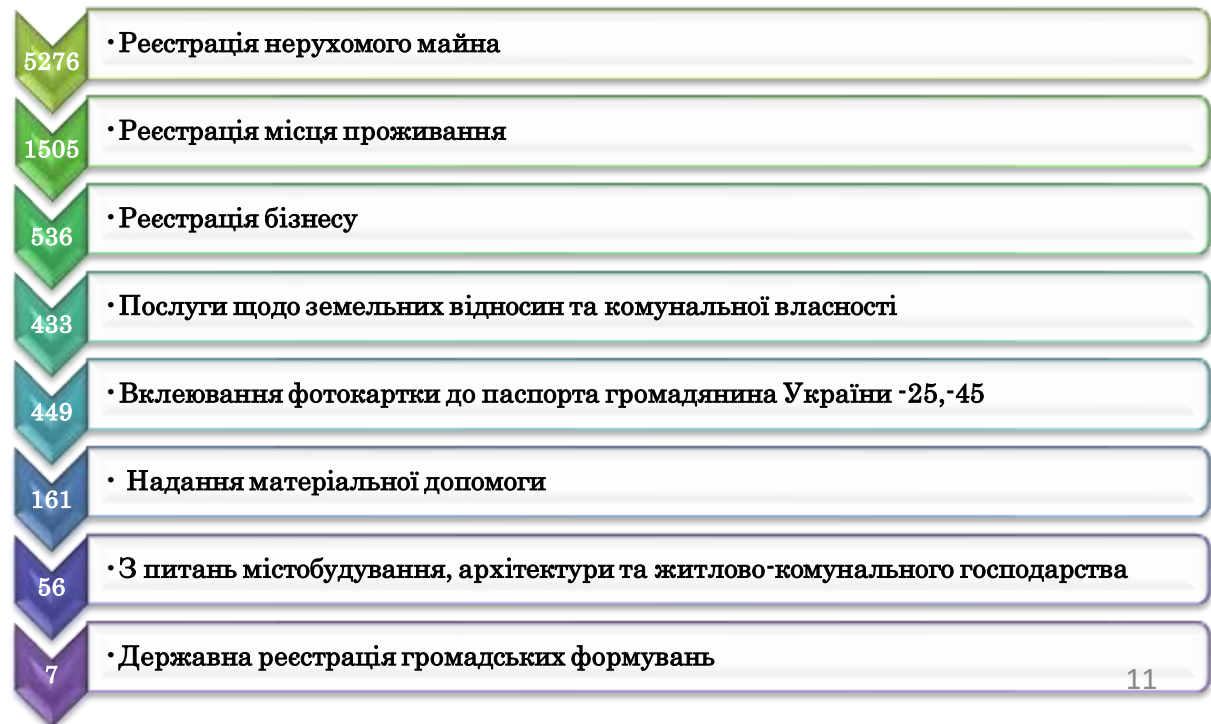 5276
·Реєстрація нерухомого майна
1505
·Реєстрація місця проживання
536
·Реєстрація бізнесу
433
·Послуги щодо земельних відносин та комунальної власності
449
·Вклеювання фотокартки до паспорта громадянина України -25,-45
161
· Надання матеріальної допомоги
56
·З питань містобудування, архітектури та житлово-комунального господарства
7
·Державна реєстрація громадських формувань
11